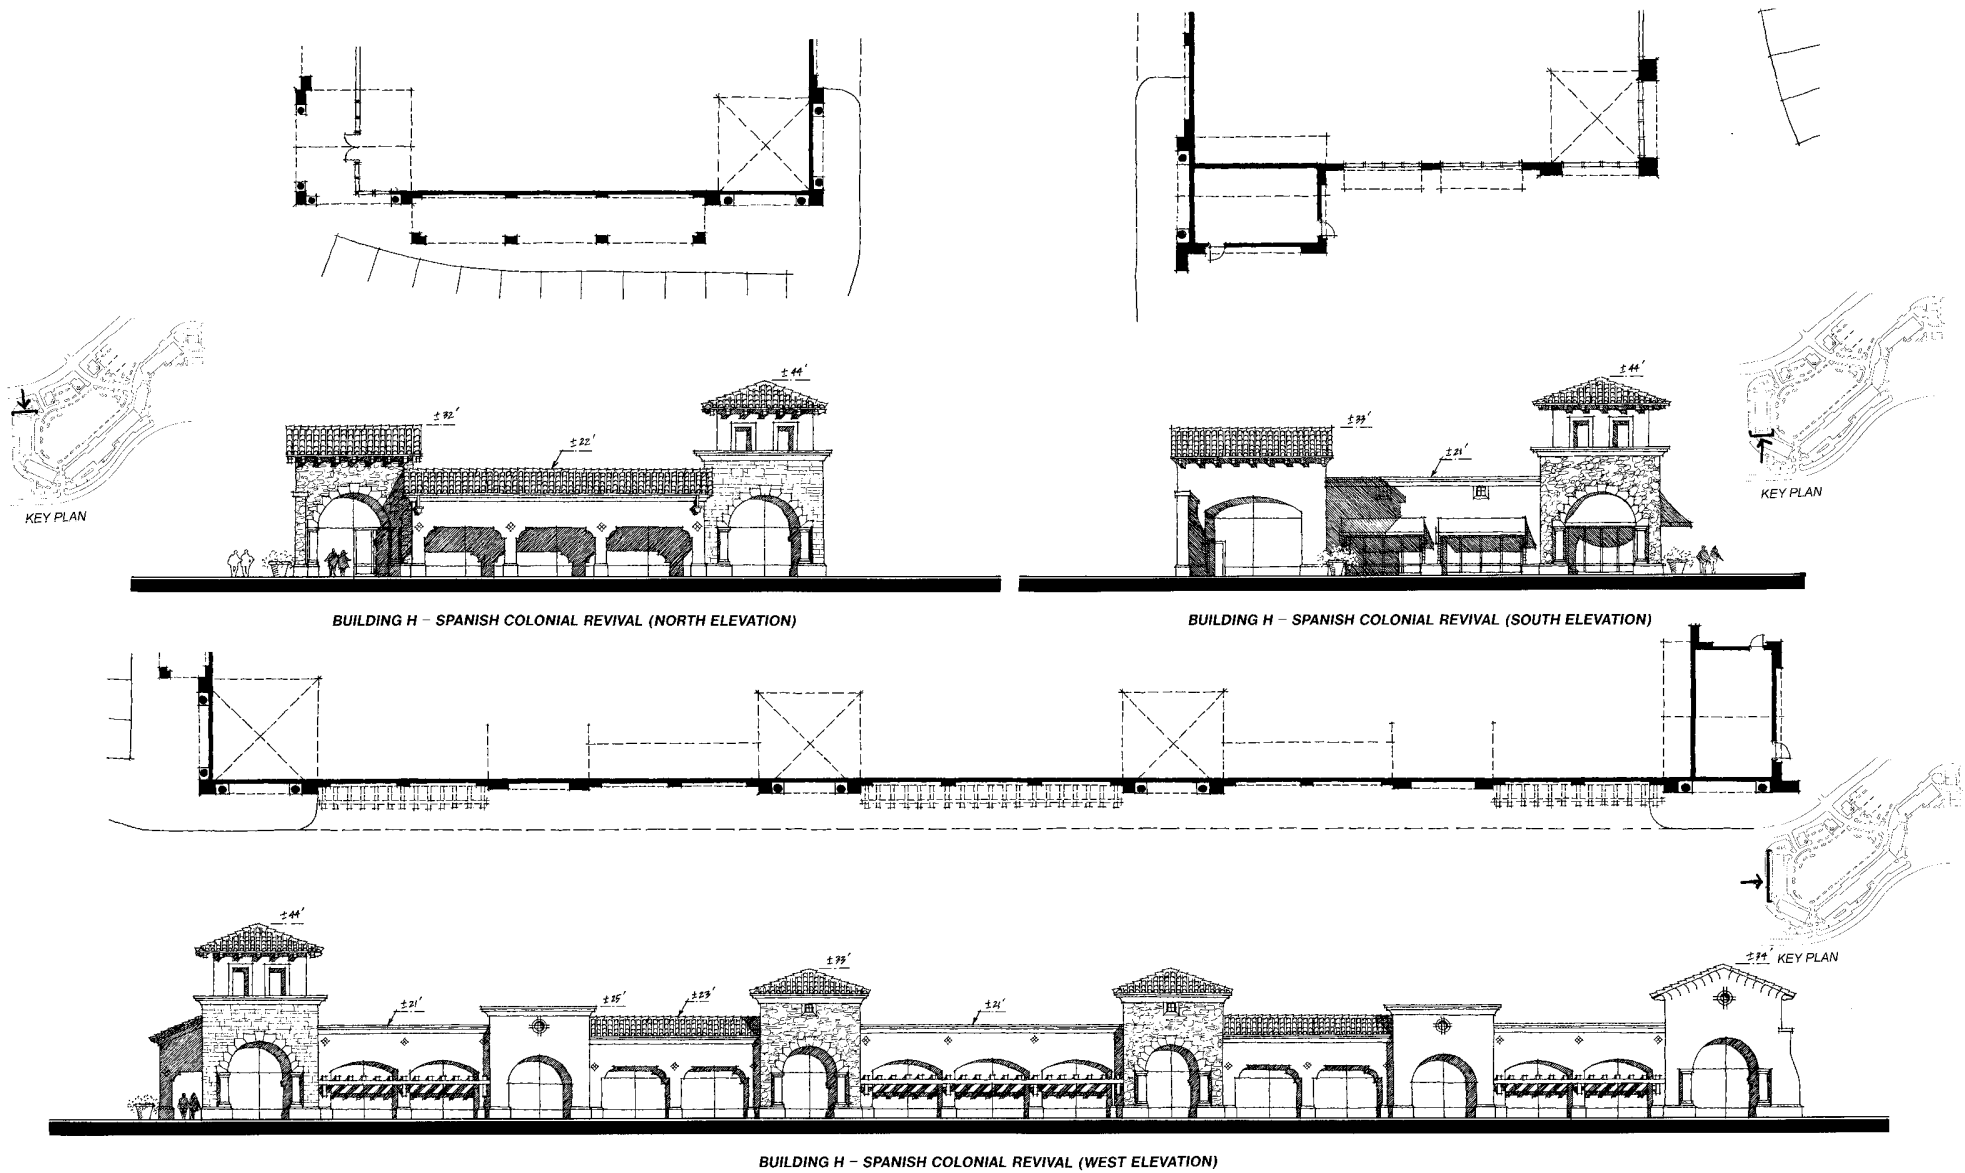 ±44'
±32'
±22'
KEY PLAN
BUILDING H – SPANISH COLONIAL REVIVAL (NORTH ELEVATION)
±44'
±33'
±21'
KEY PLAN
BUILDING H – SPANISH COLONIAL REVIVAL (SOUTH ELEVATION)
±44'
±21'
±25'
±23'
±33'
±21'
±34'
KEY PLAN
BUILDING H – SPANISH COLONIAL REVIVAL (WEST ELEVATION)